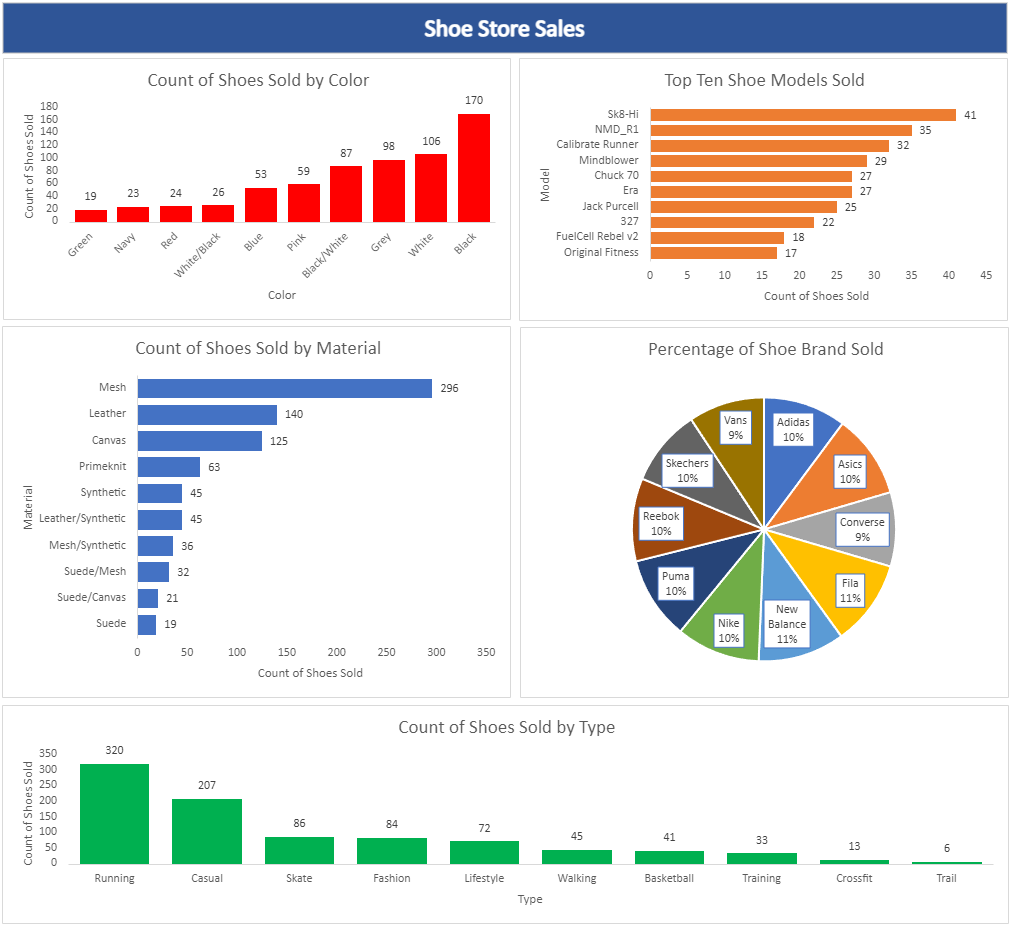 Shoe Store Sales
Count of Shoes Sold by Color
Count of Shoes Sold
180
160
140
120
100
80
60
40
20
0
19
23
24
26
53
59
87
98
106
170
Green
Navy
Red
White/Black
Blue
Pink
Black/White
Grey
White
Black
Color
Top Ten Shoe Models Sold
Model
Sk8-Hi 41
NMD_R1 35
Calibrate Runner 32
Mindblower 29
Chuck 70 27
Era 27
Jack Purcell 25
327 22
FuelCell Rebel v2 18
Original Fitness 17
0 5 10 15 20 25 30 35 40 45
Count of Shoes Sold
Count of Shoes Sold by Material
Material
Mesh 296
Leather 140
Canvas 125
Primeknit 63
Synthetic 45
Leather/Synthetic 45
Mesh/Synthetic 36
Suede/Mesh 32
Suede/Canvas 21
Suede 19
0 50 100 150 200 250 300 350
Count of Shoes Sold
Percentage of Shoe Brand Sold
Adidas
10%
Asics
10%
Converse
9%
Fila
11%
New
Balance
11%
Nike
10%
Puma
10%
Reebok
10%
Skechers
10%
Vans
9%
Count of Shoes Sold by Type
Count of Shoes Sold
350
300
250
200
150
100
50
0
320
207
86
84
72
45
41
33
13
6
Running
Casual
Skate
Fashion
Lifestyle
Walking
Basketball
Training
Crossfit
Trail
Type